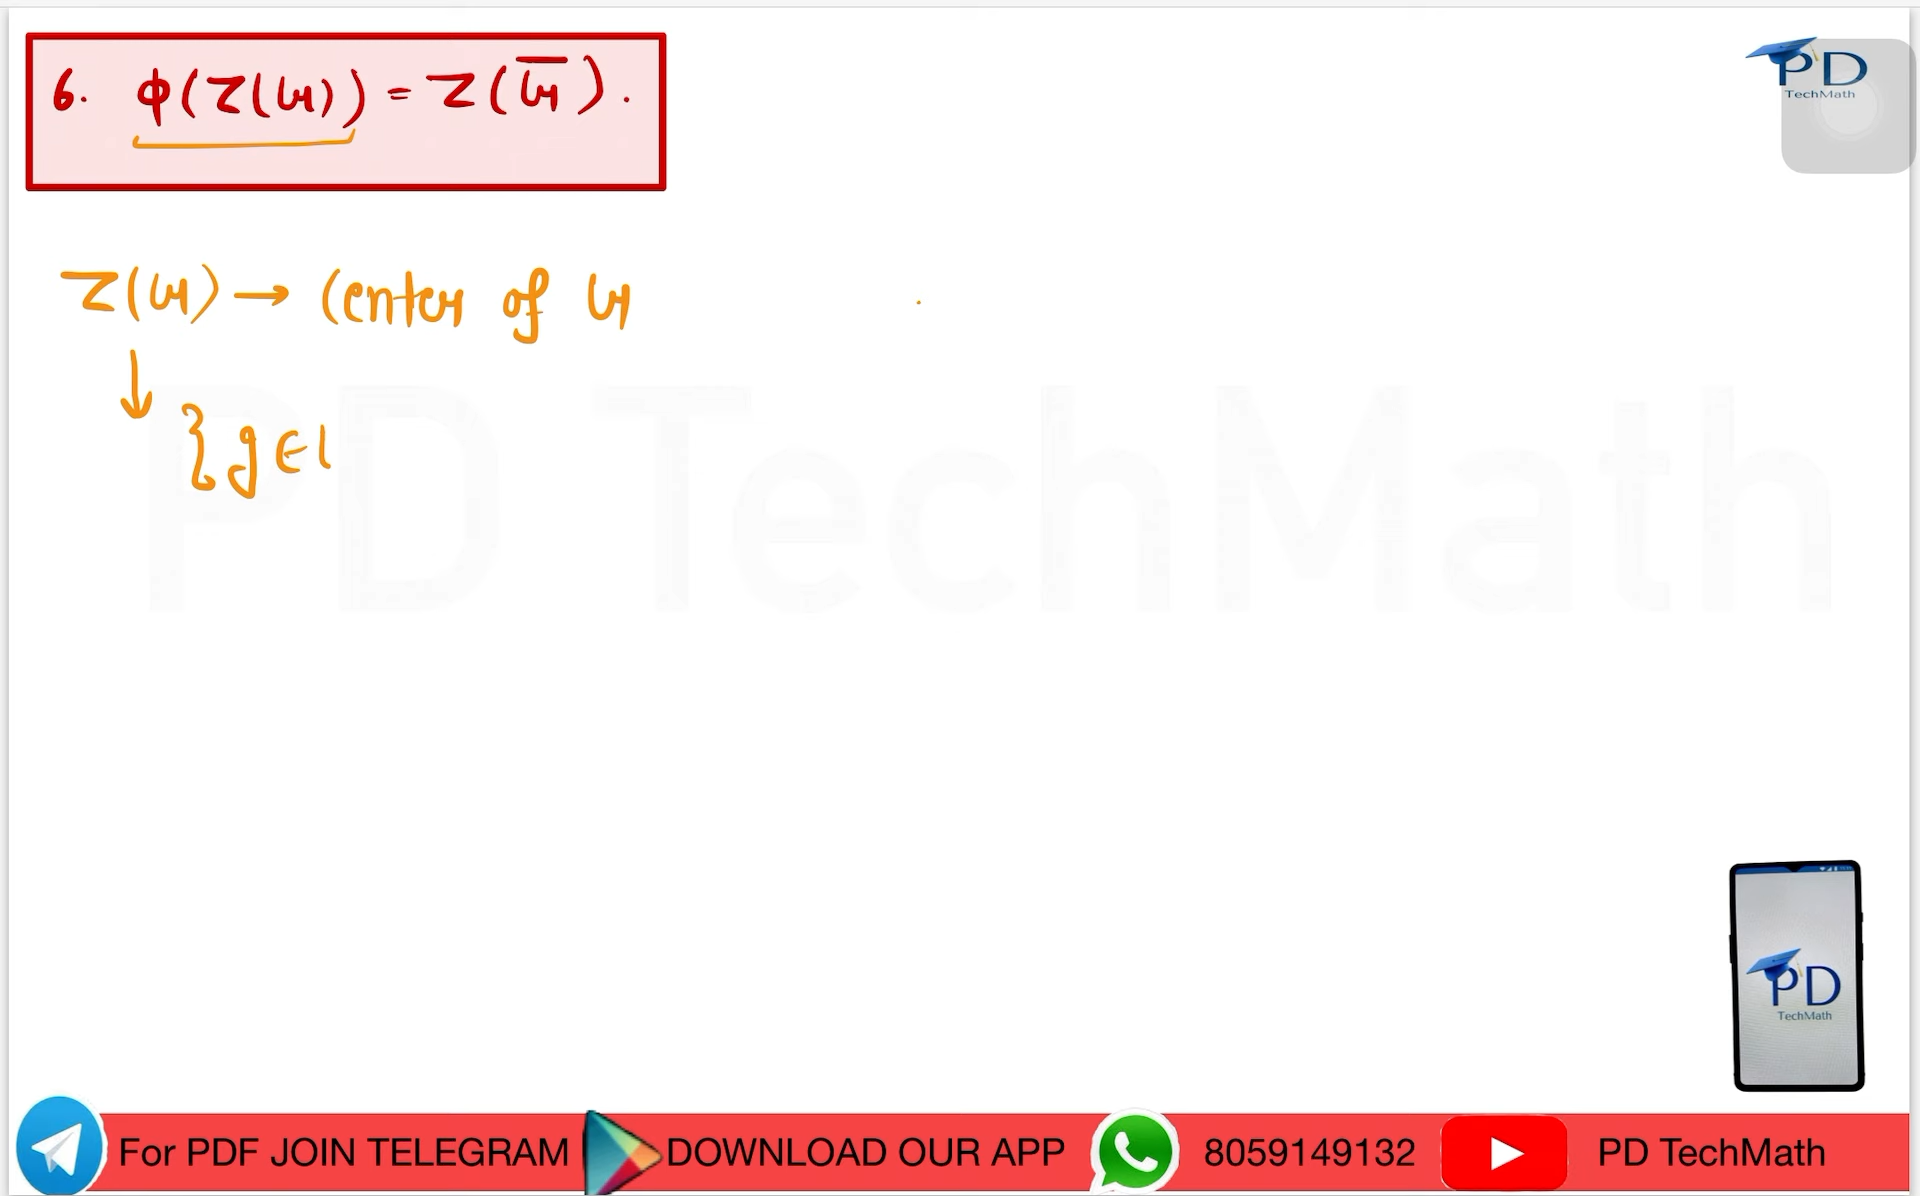 6. ϕ(Z(G)) = Z(G̅).
PD
TechMath
Z(G) → Center of G
↓
{g∈
PD TechMath
PD
TechMath
For PDF JOIN TELEGRAM DOWNLOAD OUR APP 8059149132 PD TechMath